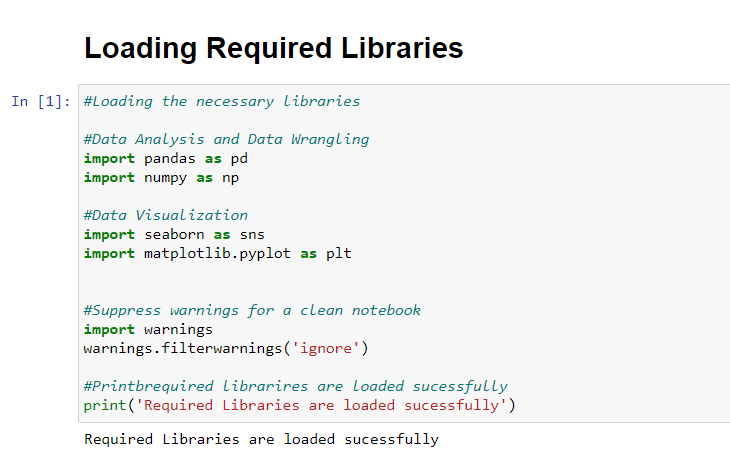 Loading Required Libraries
In [1]: #Loading the necessary libraries
#Data Analysis and Data Wrangling
import pandas as pd
import numpy as np
#Data Visualization
import seaborn as sns
import matplotlib.pyplot as plt
#Suppress warnings for a clean notebook
import warnings
warnings.filterwarnings('ignore')
#Printbrequired librarires are loaded sucessfully
print('Required Libraries are loaded sucessfully')
Required Libraries are loaded sucessfully